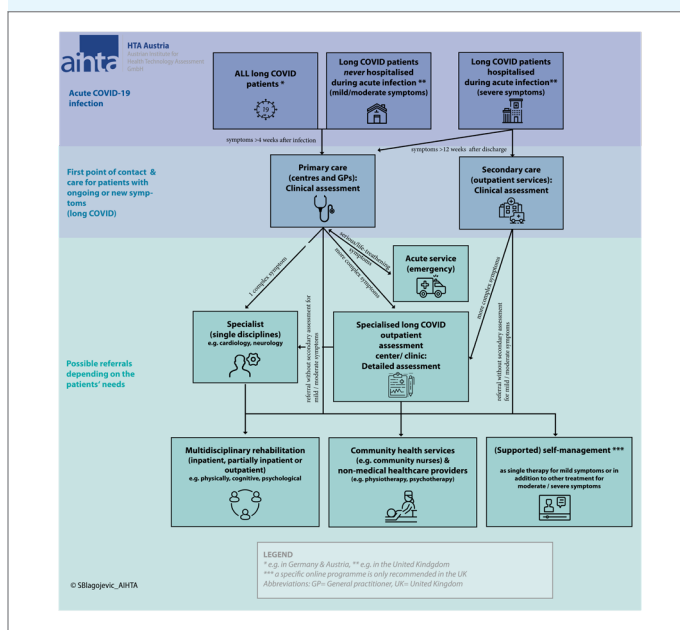 HTA Austria
Austrian Institute for
Health Technology Assessment
GmbH
aihta
Acute COVID-19
infection
ALL long COVID
patients *
19
Long COVID patients
never hospitalised
during acute infection **
(mild/moderate symptoms)
Long COVID patients
hospitalised
during acute infection**
(severe symptoms)
symptoms >4 weeks after infection
symptoms >12 weeks after discharge
First point of contact &
care for patients with
ongoing or new symp-
toms
(long COVID)
Primary care
(centres and GPs):
Clinical assessment
Secondary care
(outpatient services):
Clinical assessment
1 complex symptom
serious/life-treathening
symptoms
more complex symptoms
Acute service
(emergency)
more complex symptoms
Possible referrals
depending on the
patients' needs
Specialist
(single disciplines)
e.g. cardiology, neurology
referral without secondary assessment for
mild / moderate symptoms
Specialised long COVID
outpatient
assessment
center/ clinic:
Detailed assessment
referral without secondary assessment
for mild / moderate symptoms
Multidisciplinary rehabilitation
(inpatient, partially inpatient or
outpatient)
e.g. physically, cognitive, psychological
Community health services
(e.g. community nurses) &
non-medical healthcare providers
(e.g. physiotherapy, psychotherapy)
(Supported) self-management ***
as single therapy for mild symptoms or in
addition to other treatment for
moderate / severe symptoms
LEGEND
* e.g. in Germany & Austria, ** e.g. in the United Kindgdom
*** a specific online programme is only recommended in the UK
Abbreviations: GP= General practitioner, UK= United Kingdom
© SBlagojevic_AIHTA